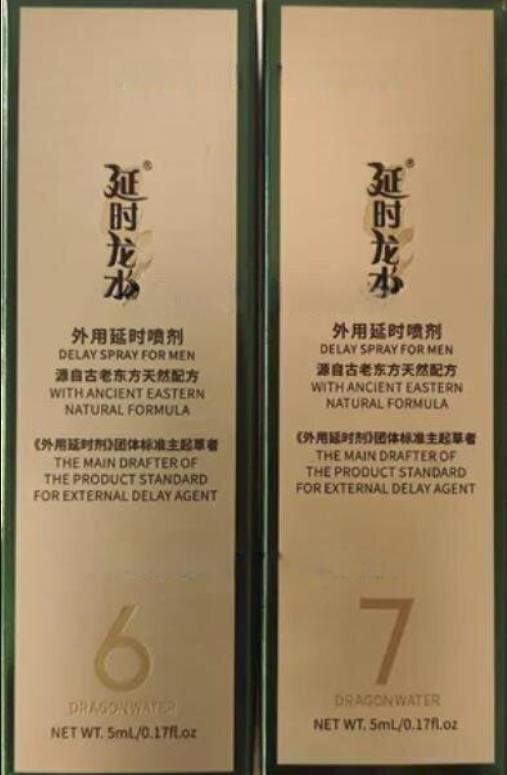 延时龙水®
外用延时喷剂
DELAY SPRAY FOR MEN
源自古老东方天然配方
WITH ANCIENT EASTERN
NATURAL FORMULA
《外用延时剂》团体标准主起草者
THE MAIN DRAFTER OF
THE PRODUCT STANDARD
FOR EXTERNAL DELAY AGENT
6
DRAGONWATER
NET WT. 5mL/0.17fl.oz
延时龙水®
外用延时喷剂
DELAY SPRAY FOR MEN
源自古老东方天然配方
WITH ANCIENT EASTERN
NATURAL FORMULA
《外用延时剂》团体标准主起草者
THE MAIN DRAFTER OF
THE PRODUCT STANDARD
FOR EXTERNAL DELAY AGENT
7
DRAGONWATER
NET WT. 5mL/0.17fl.oz